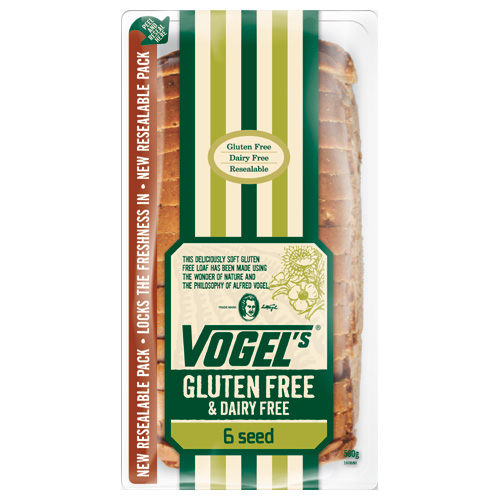 PEEL
AND
RESEAL
HERE
NEW RESEALABLE PACK • LOCKS THE FRESHNESS IN • NEW RESEALABLE PACK
Gluten Free
Dairy Free
Resealable
THIS DELICIOUSLY SOFT GLUTEN
FREE LOAF HAS BEEN MADE USING
THE WONDER OF NATURE AND
THE PHILOSOPHY OF ALFRED VOGEL.
TRADE MARK
VOGEL'S®
GLUTEN FREE
& DAIRY FREE
6 seed
580g